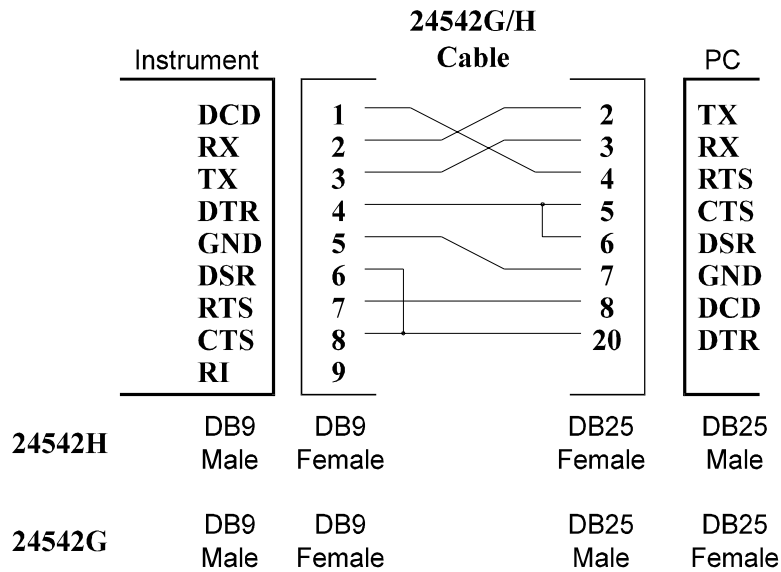 24542G/H
Instrument Cable PC
DCD 1 2 TX
RX 2 3 RX
TX 3 4 RTS
DTR 4 5 CTS
GND 5 6 DSR
DSR 6 7 GND
RTS 7 8 DCD
CTS 8 20 DTR
RI 9
24542H DB9 Male DB9 Female DB25 Female DB25 Male
24542G DB9 Male DB9 Female DB25 Male DB25 Female